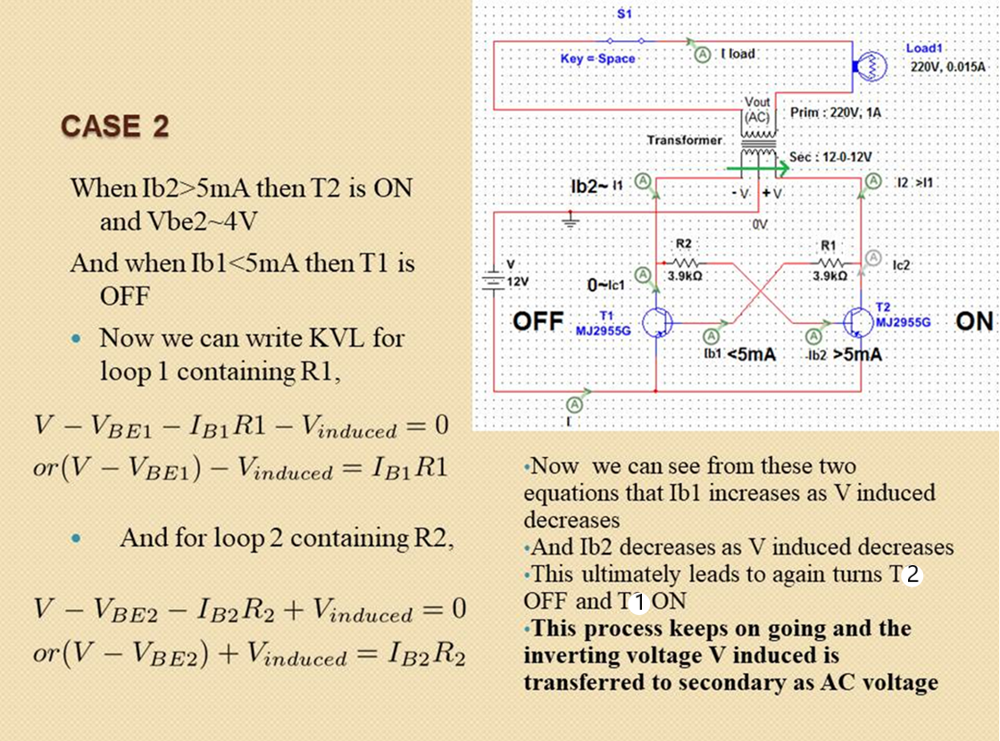 CASE 2
When Ib2>5mA then T2 is ON
and Vbe2~4V
And when Ib1<5mA then T1 is
OFF
• Now we can write KVL for
loop 1 containing R1,
V − V_{BE1} − I_{B1}R1 − V_{induced} = 0
or(V − V_{BE1}) − V_{induced} = I_{B1}R1
• And for loop 2 containing R2,
V − V_{BE2} − I_{B2}R_2 + V_{induced} = 0
or(V − V_{BE2}) + V_{induced} = I_{B2}R_2
S1
Key = Space
A I load
Load1
220V, 0.015A
Vout
(AC)
Prim : 220V, 1A
Transformer
Sec : 12-0-12V
Ib2~ I1 A
A I2 >I1
- V + V
0V
R2
3.9kΩ
R1
3.9kΩ
A Ic2
V
12V
0~Ic1 A
OFF
T1
MJ2955G
T2
MJ2955G
ON
A
Ib1 <5mA
A
Ib2 >5mA
A
I
•Now we can see from these two
equations that Ib1 increases as V induced
decreases
•And Ib2 decreases as V induced decreases
•This ultimately leads to again turns T2
OFF and T1 ON
•This process keeps on going and the
inverting voltage V induced is
transferred to secondary as AC voltage